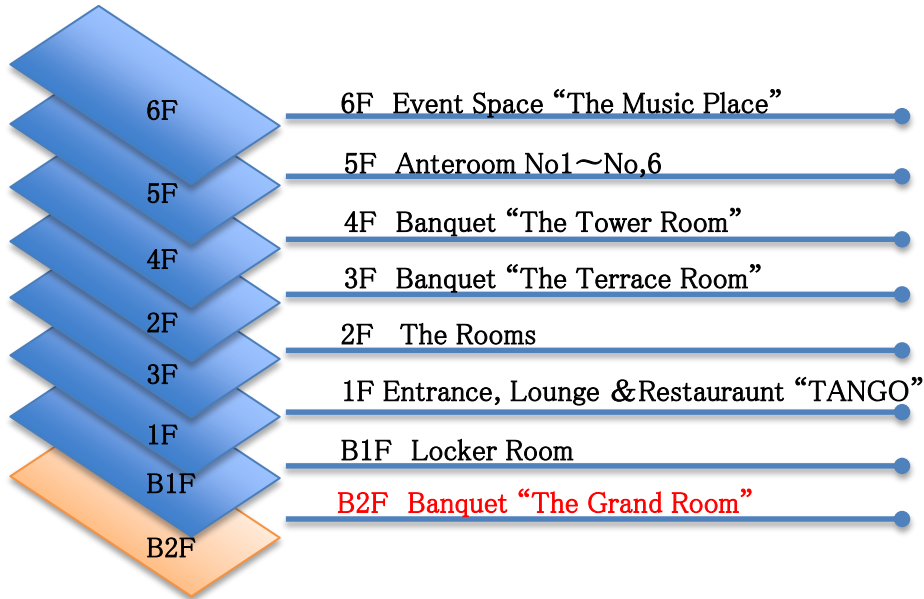 6F
6F Event Space “The Music Place”
5F
5F Anteroom No1～No,6
4F
4F Banquet “The Tower Room”
2F
3F Banquet “The Terrace Room”
3F
2F The Rooms
1F
1F Entrance, Lounge ＆Restauraunt “TANGO”
B1F
B1F Locker Room
B2F
B2F Banquet “The Grand Room”